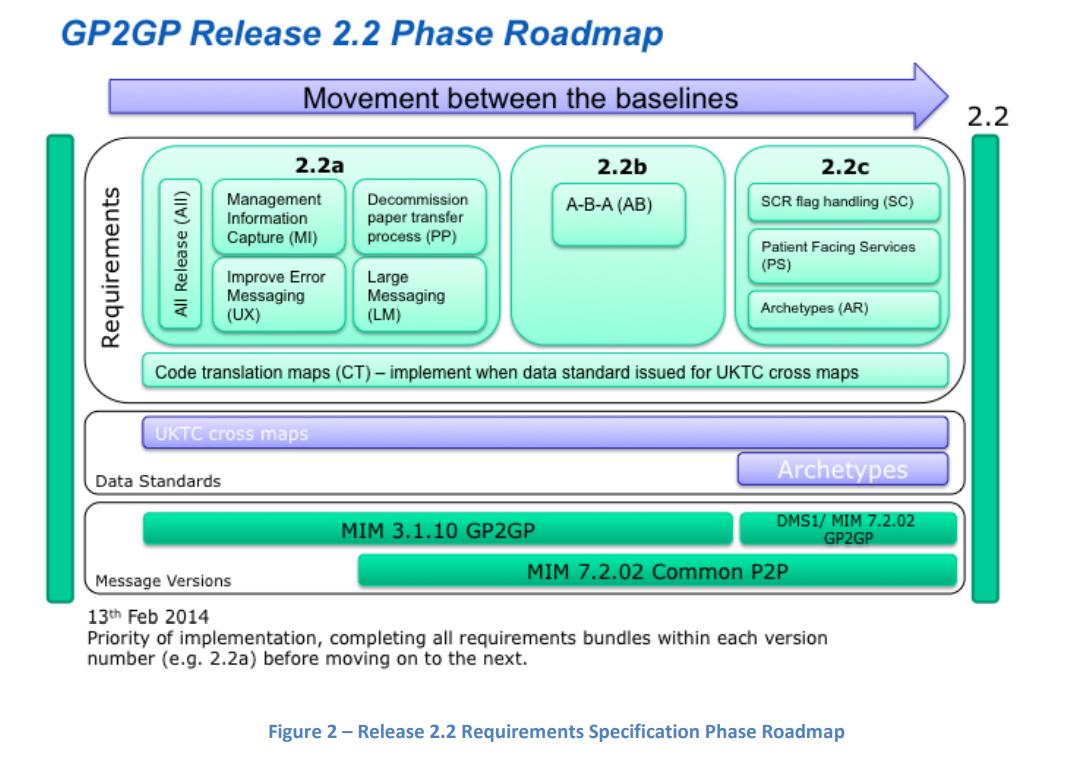 GP2GP Release 2.2 Phase Roadmap
Movement between the baselines
2.2
Requirements
2.2a
All Release (All)
Management
Information
Capture (MI)
Decommission
paper transfer
process (PP)
Improve Error
Messaging
(UX)
Large
Messaging
(LM)
2.2b
A-B-A (AB)
2.2c
SCR flag handling (SC)
Patient Facing Services
(PS)
Archetypes (AR)
Code translation maps (CT) – implement when data standard issued for UKTC cross maps
UKTC cross maps
Archetypes
Data Standards
MIM 3.1.10 GP2GP
DMS1/ MIM 7.2.02
GP2GP
MIM 7.2.02 Common P2P
Message Versions
13th Feb 2014
Priority of implementation, completing all requirements bundles within each version
number (e.g. 2.2a) before moving on to the next.
Figure 2 – Release 2.2 Requirements Specification Phase Roadmap